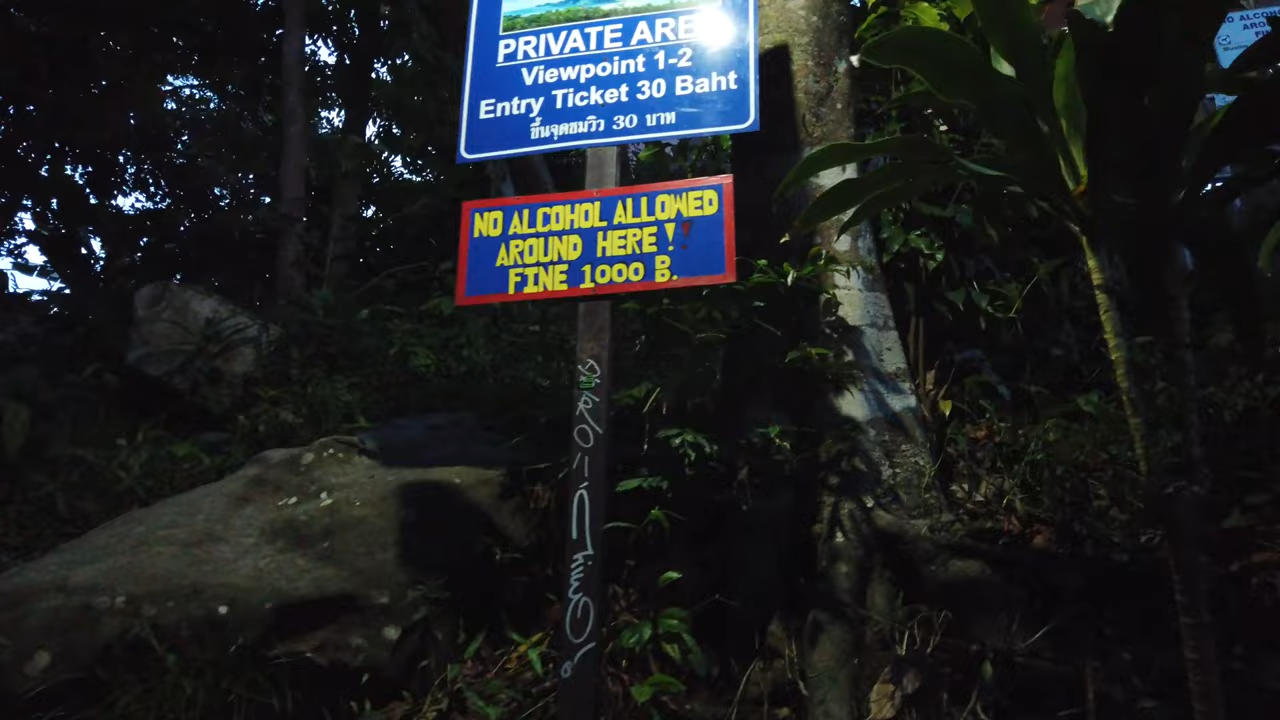 PRIVATE AREA
Viewpoint 1-2
Entry Ticket 30 Baht
ขึ้นจุดชมวิว 30 บาท
NO ALCOHOL ALLOWED
AROUND HERE!!
FINE 1000 B.